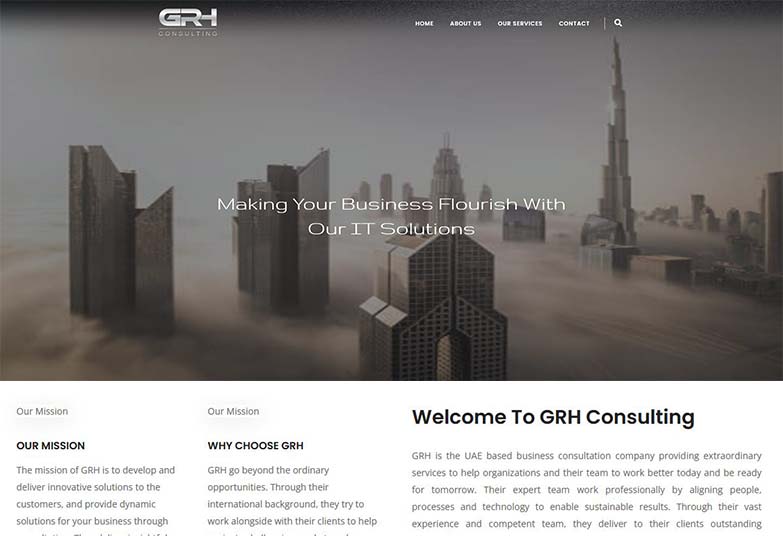 GRH
CONSULTING
HOME ABOUT US OUR SERVICES CONTACT
Making Your Business Flourish With
Our IT Solutions
Our Mission
OUR MISSION
The mission of GRH is to develop and
deliver innovative solutions to the
customers, and provide dynamic
solutions for your business through
Our Mission
WHY CHOOSE GRH
GRH go beyond the ordinary
opportunities. Through their
international background, they try to
work alongside with their clients to help
Welcome To GRH Consulting
GRH is the UAE based business consultation company providing extraordinary
services to help organizations and their team to work better today and be ready
for tomorrow. Their expert team work professionally by aligning people,
processes and technology to enable sustainable results. Through their vast
experience and competent team, they deliver to their clients outstanding